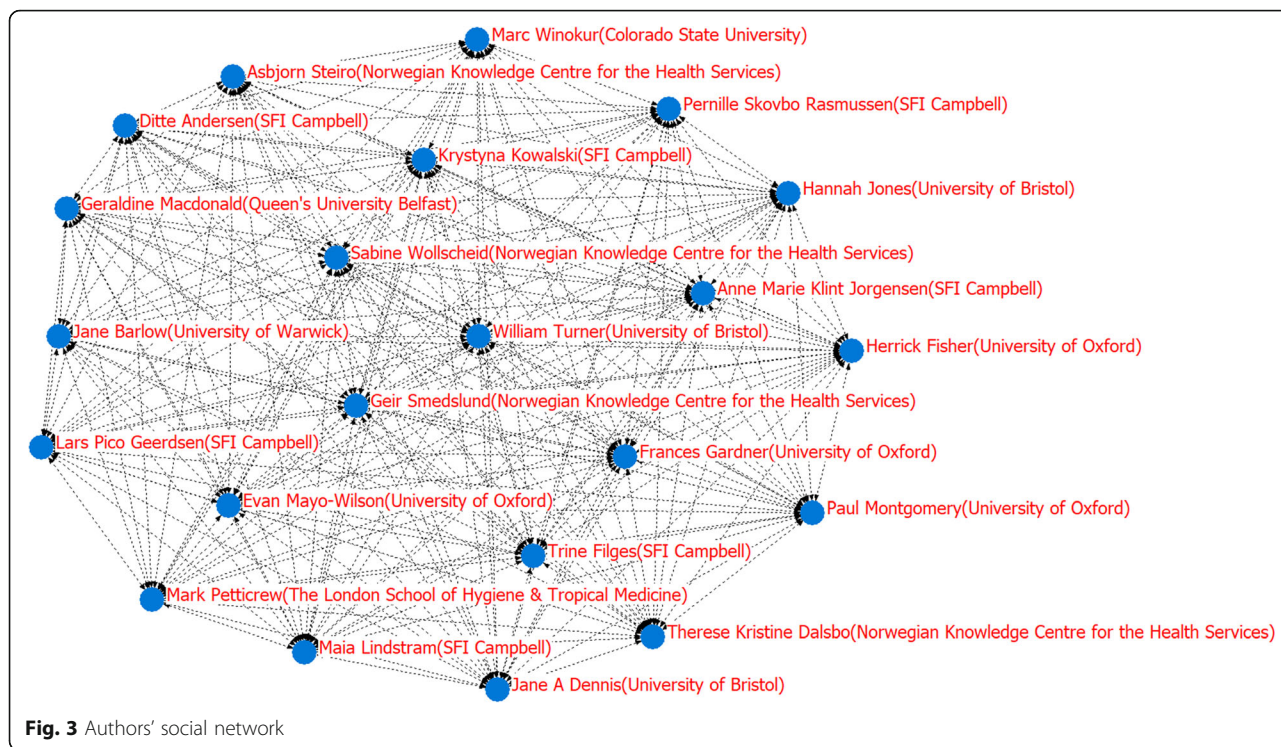 Marc Winokur(Colorado State University)
Asbjorn Steiro(Norwegian Knowledge Centre for the Health Services)
Pernille Skovbo Rasmussen(SFI Campbell)
Ditte Andersen(SFI Campbell)
Krystyna Kowalski(SFI Campbell)
Hannah Jones(University of Bristol)
Geraldine Macdonald(Queen's University Belfast)
Sabine Wollscheid(Norwegian Knowledge Centre for the Health Services)
Anne Marie Klint Jorgensen(SFI Campbell)
Jane Barlow(University of Warwick)
William Turner(University of Bristol)
Herrick Fisher(University of Oxford)
Geir Smedslund(Norwegian Knowledge Centre for the Health Services)
Lars Pico Geerdsen(SFI Campbell)
Frances Gardner(University of Oxford)
Evan Mayo-Wilson(University of Oxford)
Paul Montgomery(University of Oxford)
Trine Filges(SFI Campbell)
Mark Petticrew(The London School of Hygiene & Tropical Medicine)
Therese Kristine Dalsbo(Norwegian Knowledge Centre for the Health Services)
Maia Lindstram(SFI Campbell)
Jane A Dennis(University of Bristol)
Fig. 3 Authors' social network